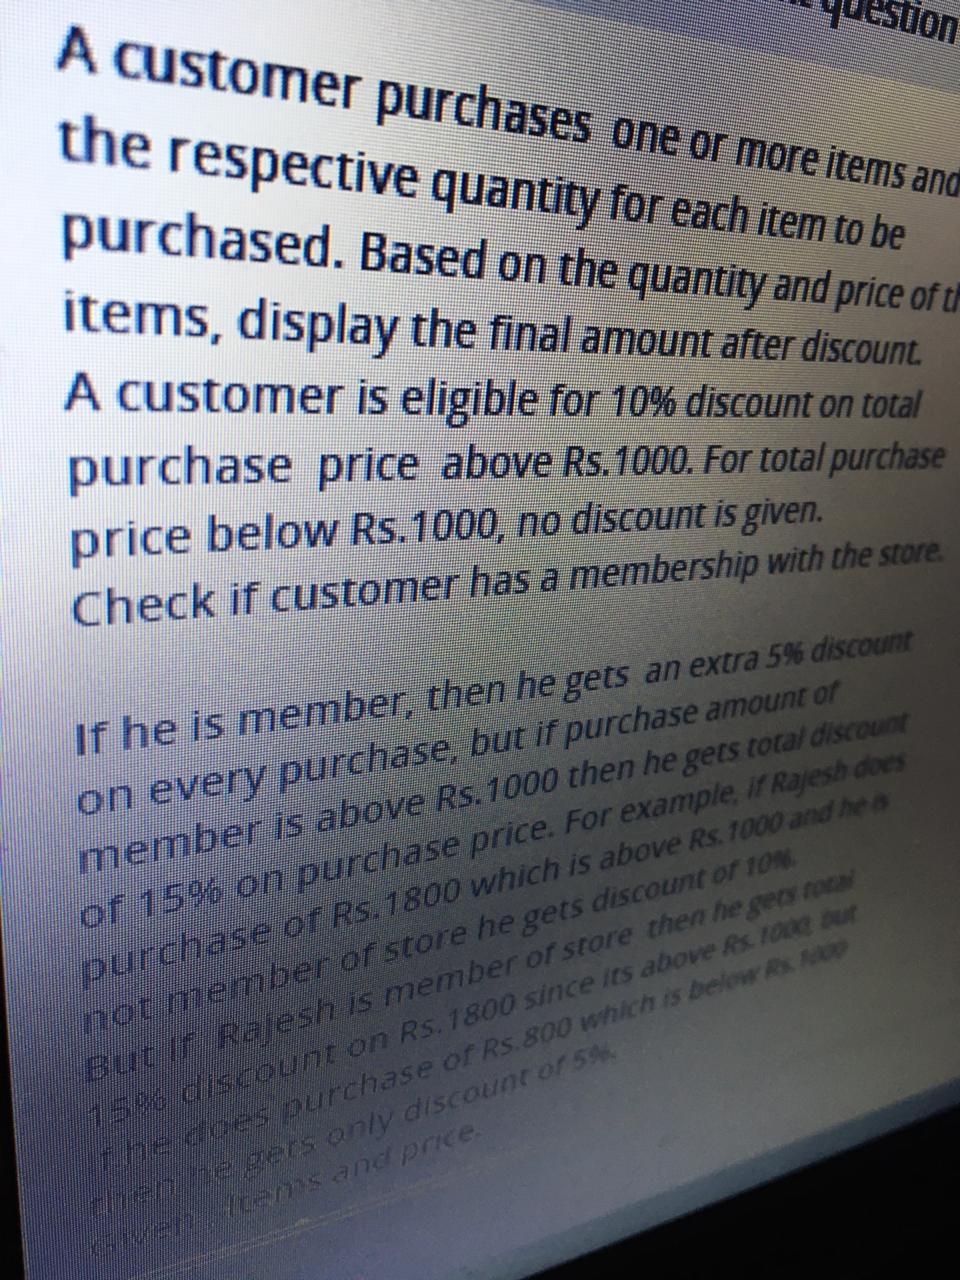 question
A customer purchases one or more items and
the respective quantity for each item to be
purchased. Based on the quantity and price of th
items, display the final amount after discount.
A customer is eligible for 10% discount on total
purchase price above Rs.1000. For total purchase
price below Rs.1000, no discount is given.
Check if customer has a membership with the store.
If he is member, then he gets an extra 5% discount
on every purchase, but if purchase amount of
member is above Rs.1000 then he gets total discount
of 15% on purchase price. For example, if Rajesh does
purchase of Rs.1800 which is above Rs.1000 and he is
not member of store he gets discount of 10%.
But if Rajesh is member of store then he gets total
15% discount on Rs.1800 since its above Rs.1000, but
f he does purchase of Rs.800 which is below Rs.1000
then he gets only discount of 5%.
Given Items and price.